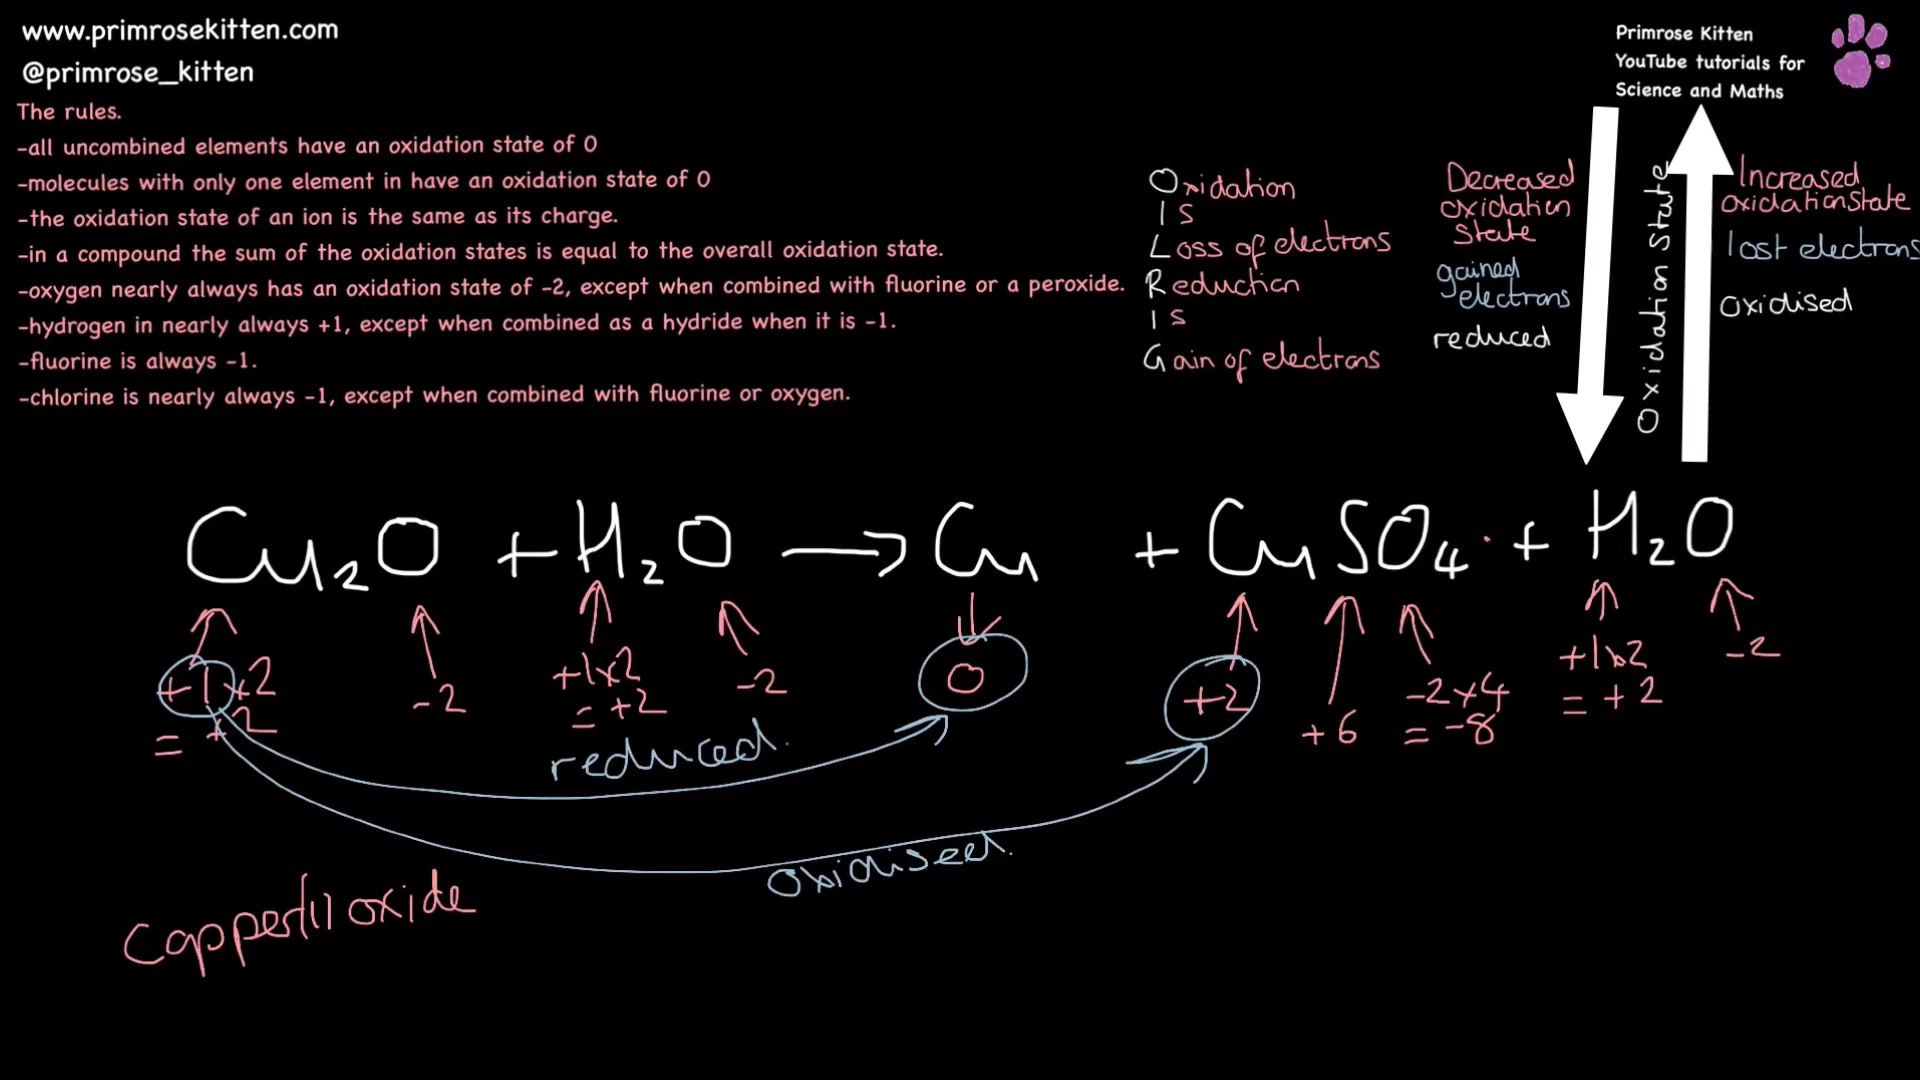 www.primrosekitten.com
@primrose_kitten
Primrose Kitten
YouTube tutorials for
Science and Maths
The rules.
-all uncombined elements have an oxidation state of 0
-molecules with only one element in have an oxidation state of 0
-the oxidation state of an ion is the same as its charge.
-in a compound the sum of the oxidation states is equal to the overall oxidation state.
-oxygen nearly always has an oxidation state of -2, except when combined with fluorine or a peroxide.
-hydrogen in nearly always +1, except when combined as a hydride when it is -1.
-fluorine is always -1.
-chlorine is nearly always -1, except when combined with fluorine or oxygen.
Oxidation
Is
Loss of electrons
Reduction
Is
Gain of electrons
Decreased
oxidation
state
gained
electrons
reduced
Oxidation State
Increased
oxidation state
lost electrons
oxidised
Cu₂O + H₂O → Cu + CuSO₄ + H₂O
+1x2
= +2
-2
+1x2
= +2
-2
0
+2
+6
-2x4
= -8
+1x2
= +2
-2
reduced.
oxidised.
Copper(I) oxide